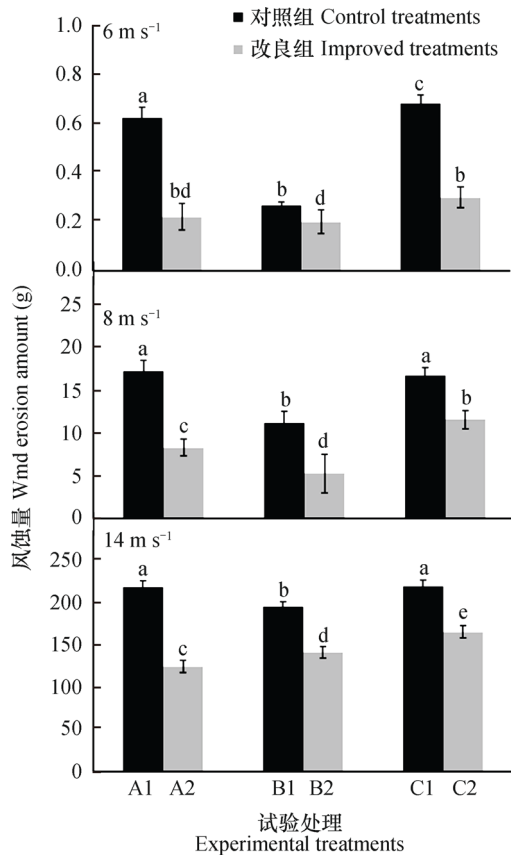 6 m s⁻¹
对照组 Control treatments
改良组 Improved treatments
1.0
0.8
0.6
0.4
0.2
0.0
a
bd
b
d
c
b
8 m s⁻¹
25
20
15
10
5
0
a
c
b
d
a
b
14 m s⁻¹
250
200
150
100
50
0
a
c
b
d
a
e
风蚀量 Wmd erosion amount (g)
A1 A2 B1 B2 C1 C2
试验处理
Experimental treatments